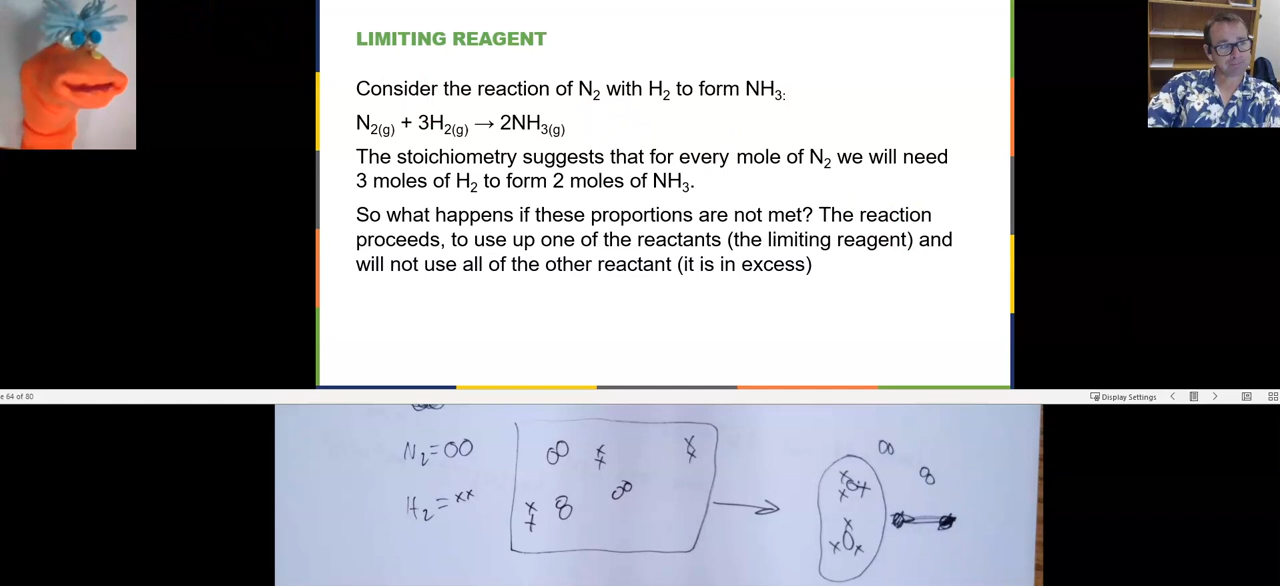 LIMITING REAGENT
Consider the reaction of N₂ with H₂ to form NH₃:
N₂(g) + 3H₂(g) → 2NH₃(g)
The stoichiometry suggests that for every mole of N₂ we will need
3 moles of H₂ to form 2 moles of NH₃.
So what happens if these proportions are not met? The reaction
proceeds, to use up one of the reactants (the limiting reagent) and
will not use all of the other reactant (it is in excess)
e 64 of 80
Display Settings
N₂=OO
H₂=xx